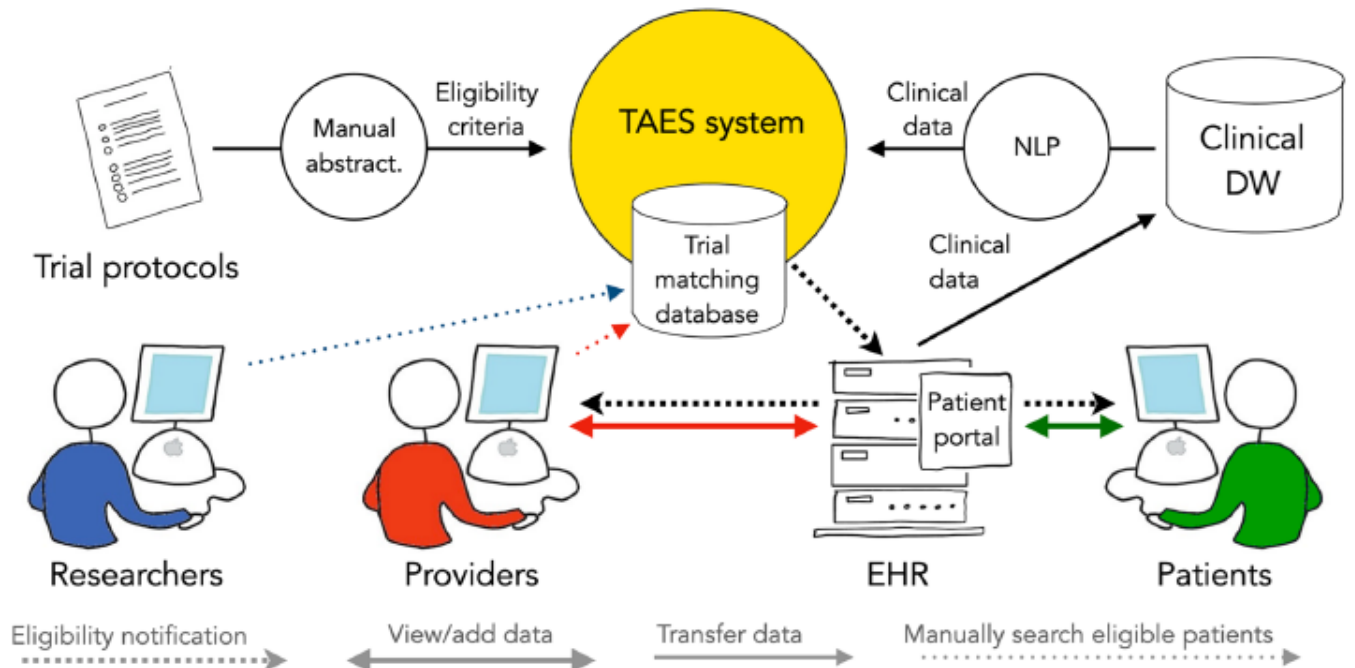 Manual
abstract.
Eligibility
criteria
TAES system
Clinical
data
NLP
Clinical
DW
Trial protocols
Trial
matching
database
Clinical
data
Patient
portal
Researchers
Providers
EHR
Patients
Eligibility notification
View/add data
Transfer data
Manually search eligible patients